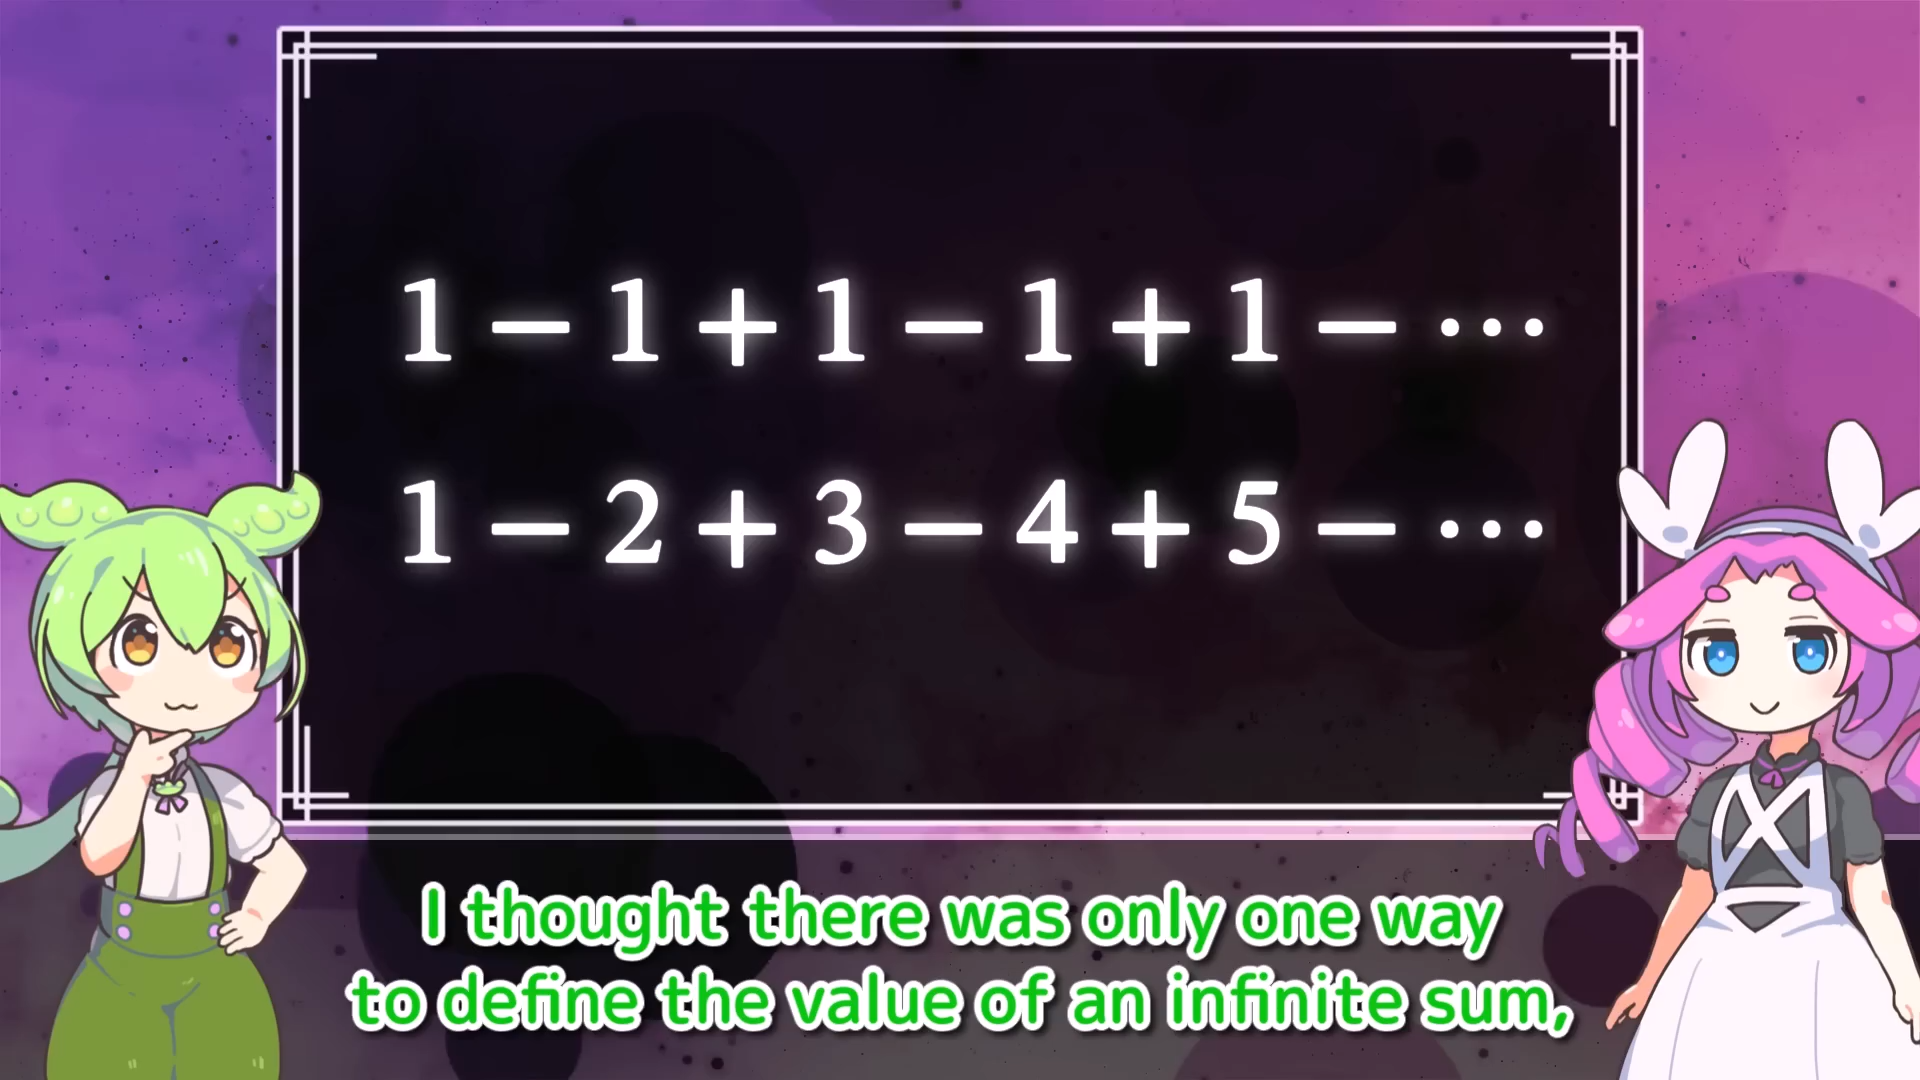 1 − 1 + 1 − 1 + 1 − ⋯
1 − 2 + 3 − 4 + 5 − ⋯
I thought there was only one way
to define the value of an infinite sum,